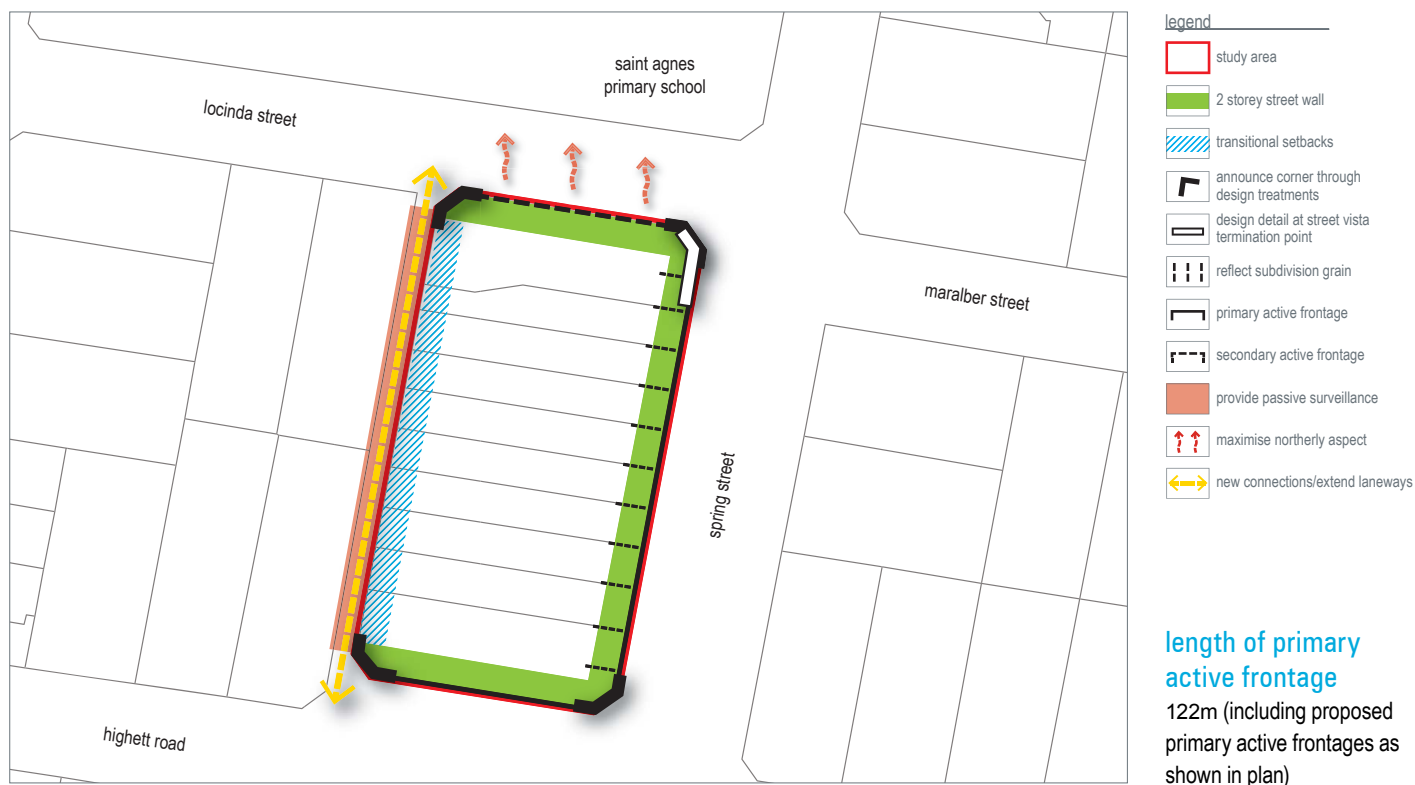 saint agnes
primary school
locinda street
maralber street
spring street
highett road
legend
study area
2 storey street wall
transitional setbacks
announce corner through
design treatments
design detail at street vista
termination point
reflect subdivision grain
primary active frontage
secondary active frontage
provide passive surveillance
maximise northerly aspect
new connections/extend laneways
length of primary
active frontage
122m (including proposed
primary active frontages as
shown in plan)